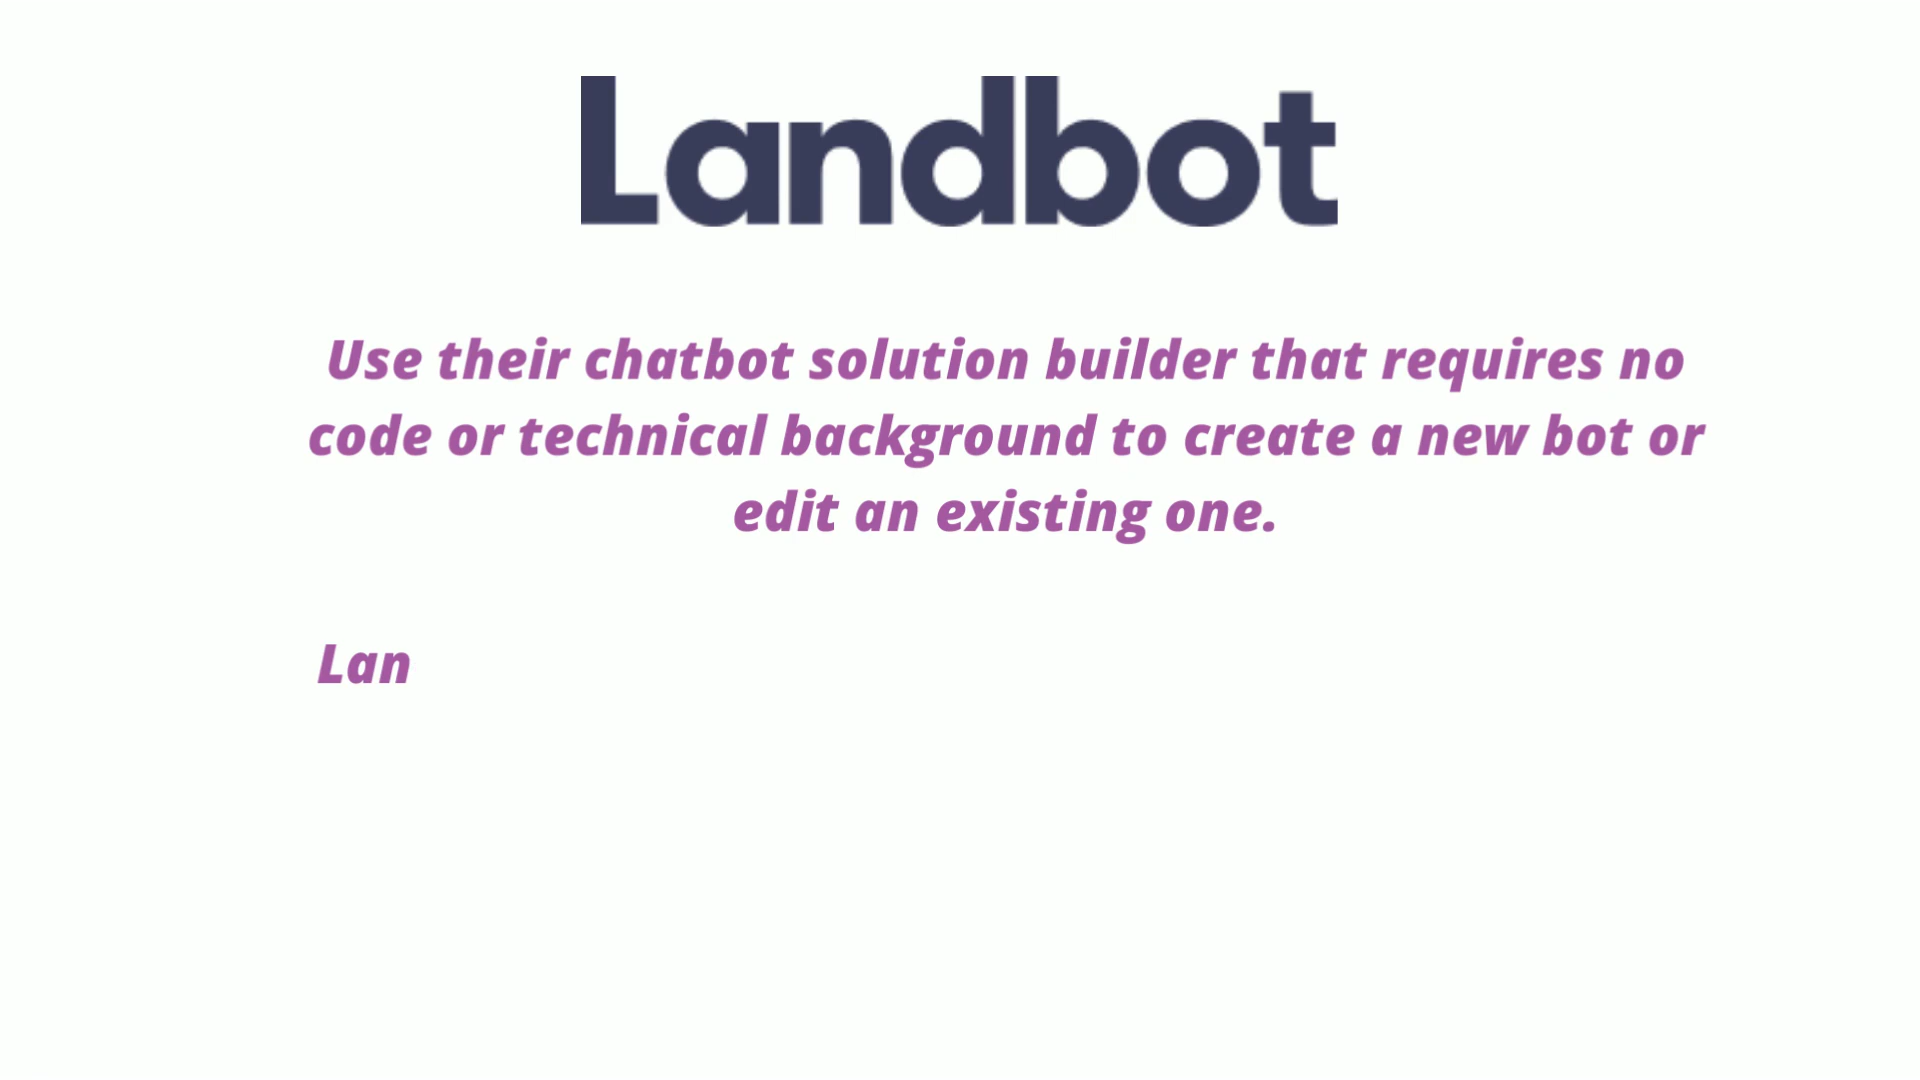 Landbot
Use their chatbot solution builder that requires no
code or technical background to create a new bot or
edit an existing one.
Lan